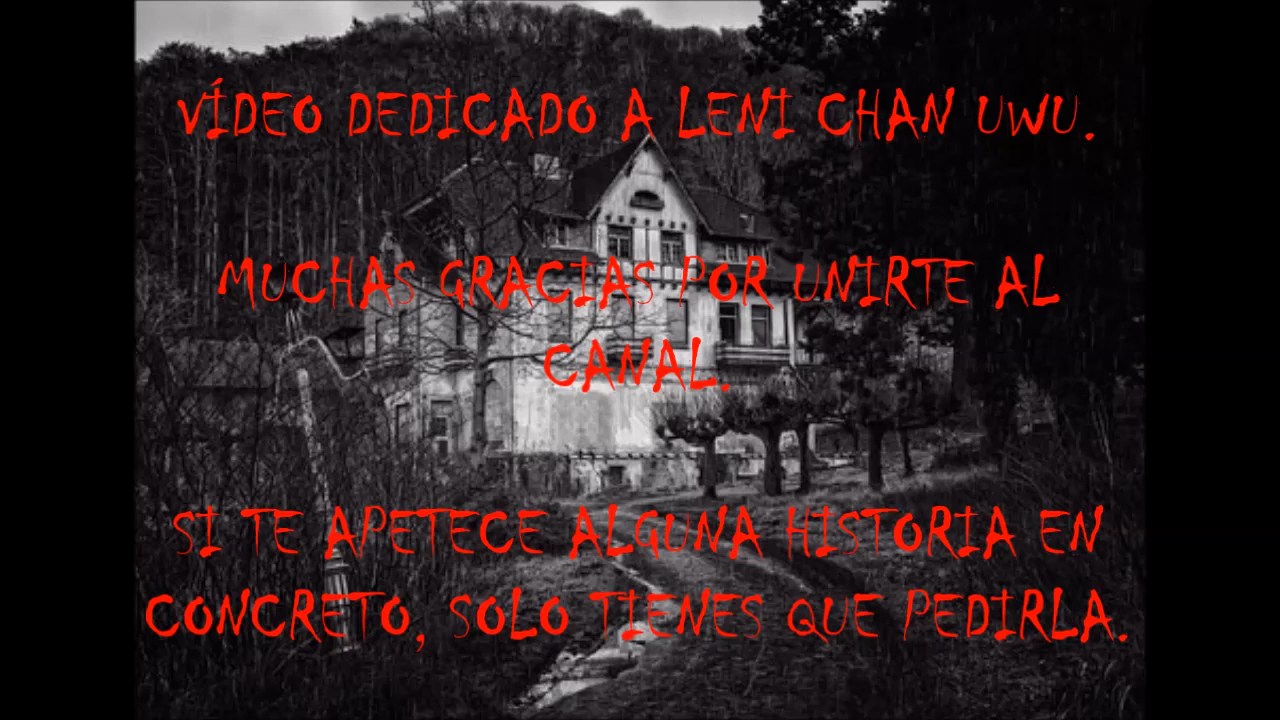 VÍDEO DEDICADO A LENI CHAN UWU.
MUCHAS GRACIAS POR UNIRTE AL
CANAL.
SI TE APETECE ALGUNA HISTORIA EN
CONCRETO, SOLO TIENES QUE PEDIRLA.